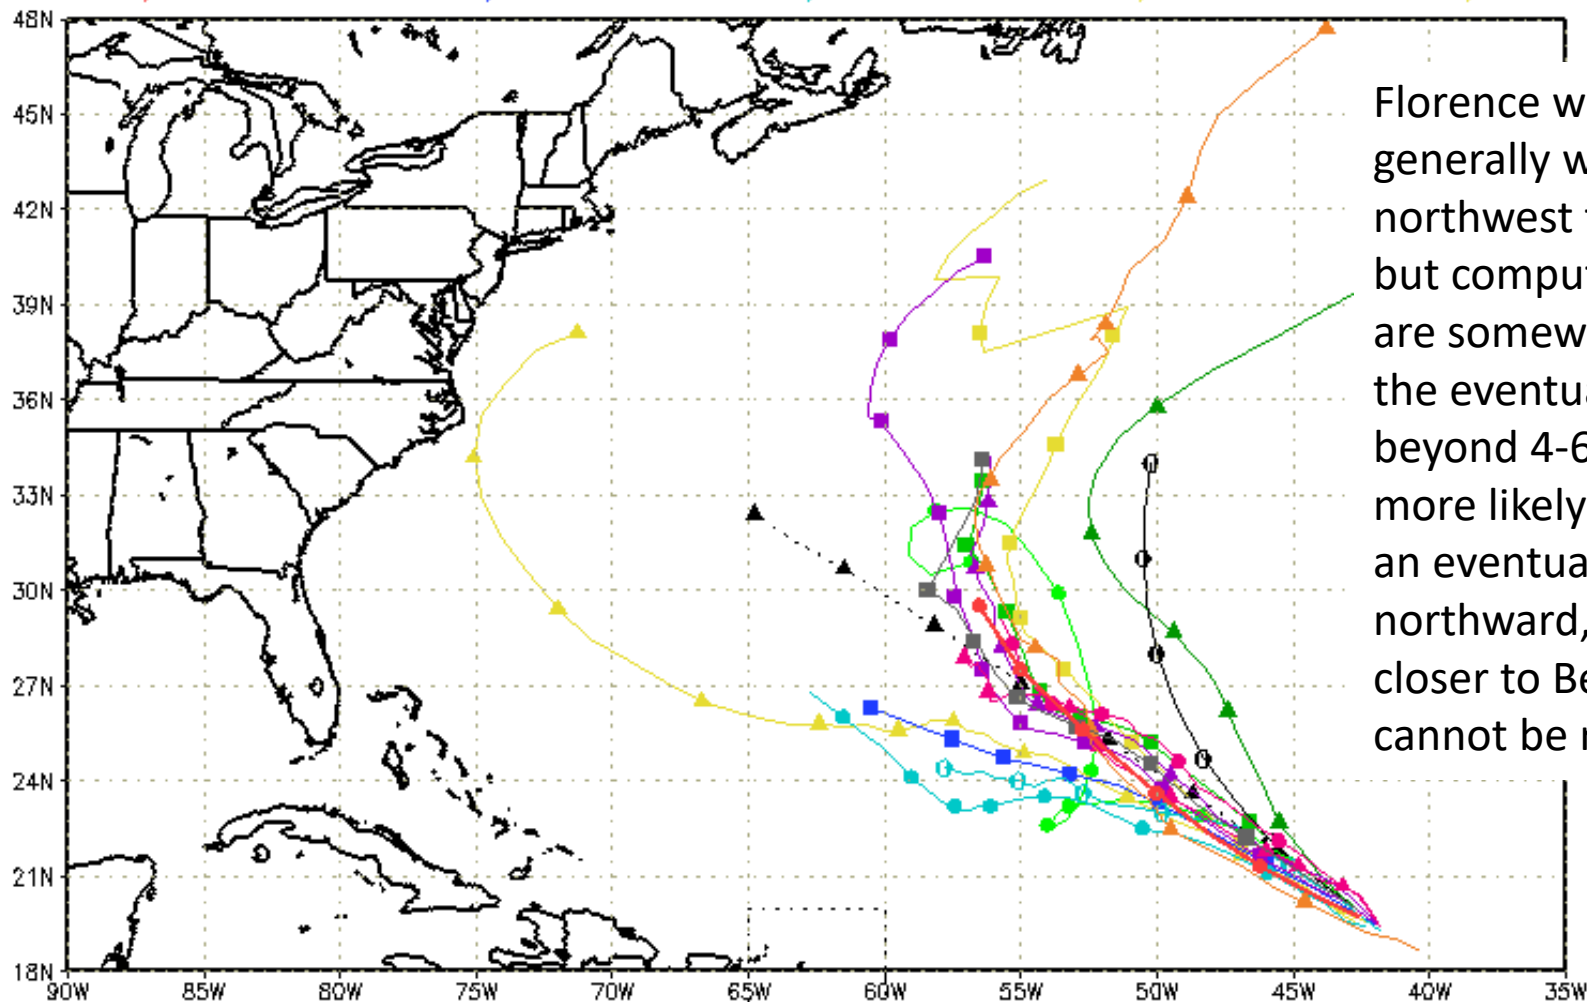 48N
45N
42N
39N
36N
33N
30N
27N
24N
21N
18N
Florence w
generally w
northwest
but comput
are somew
the eventua
beyond 4-6
more likely
an eventua
northward,
closer to Be
cannot be r
90W 85W 80W 75W 70W 65W 60W 55W 50W 45W 40W 35W